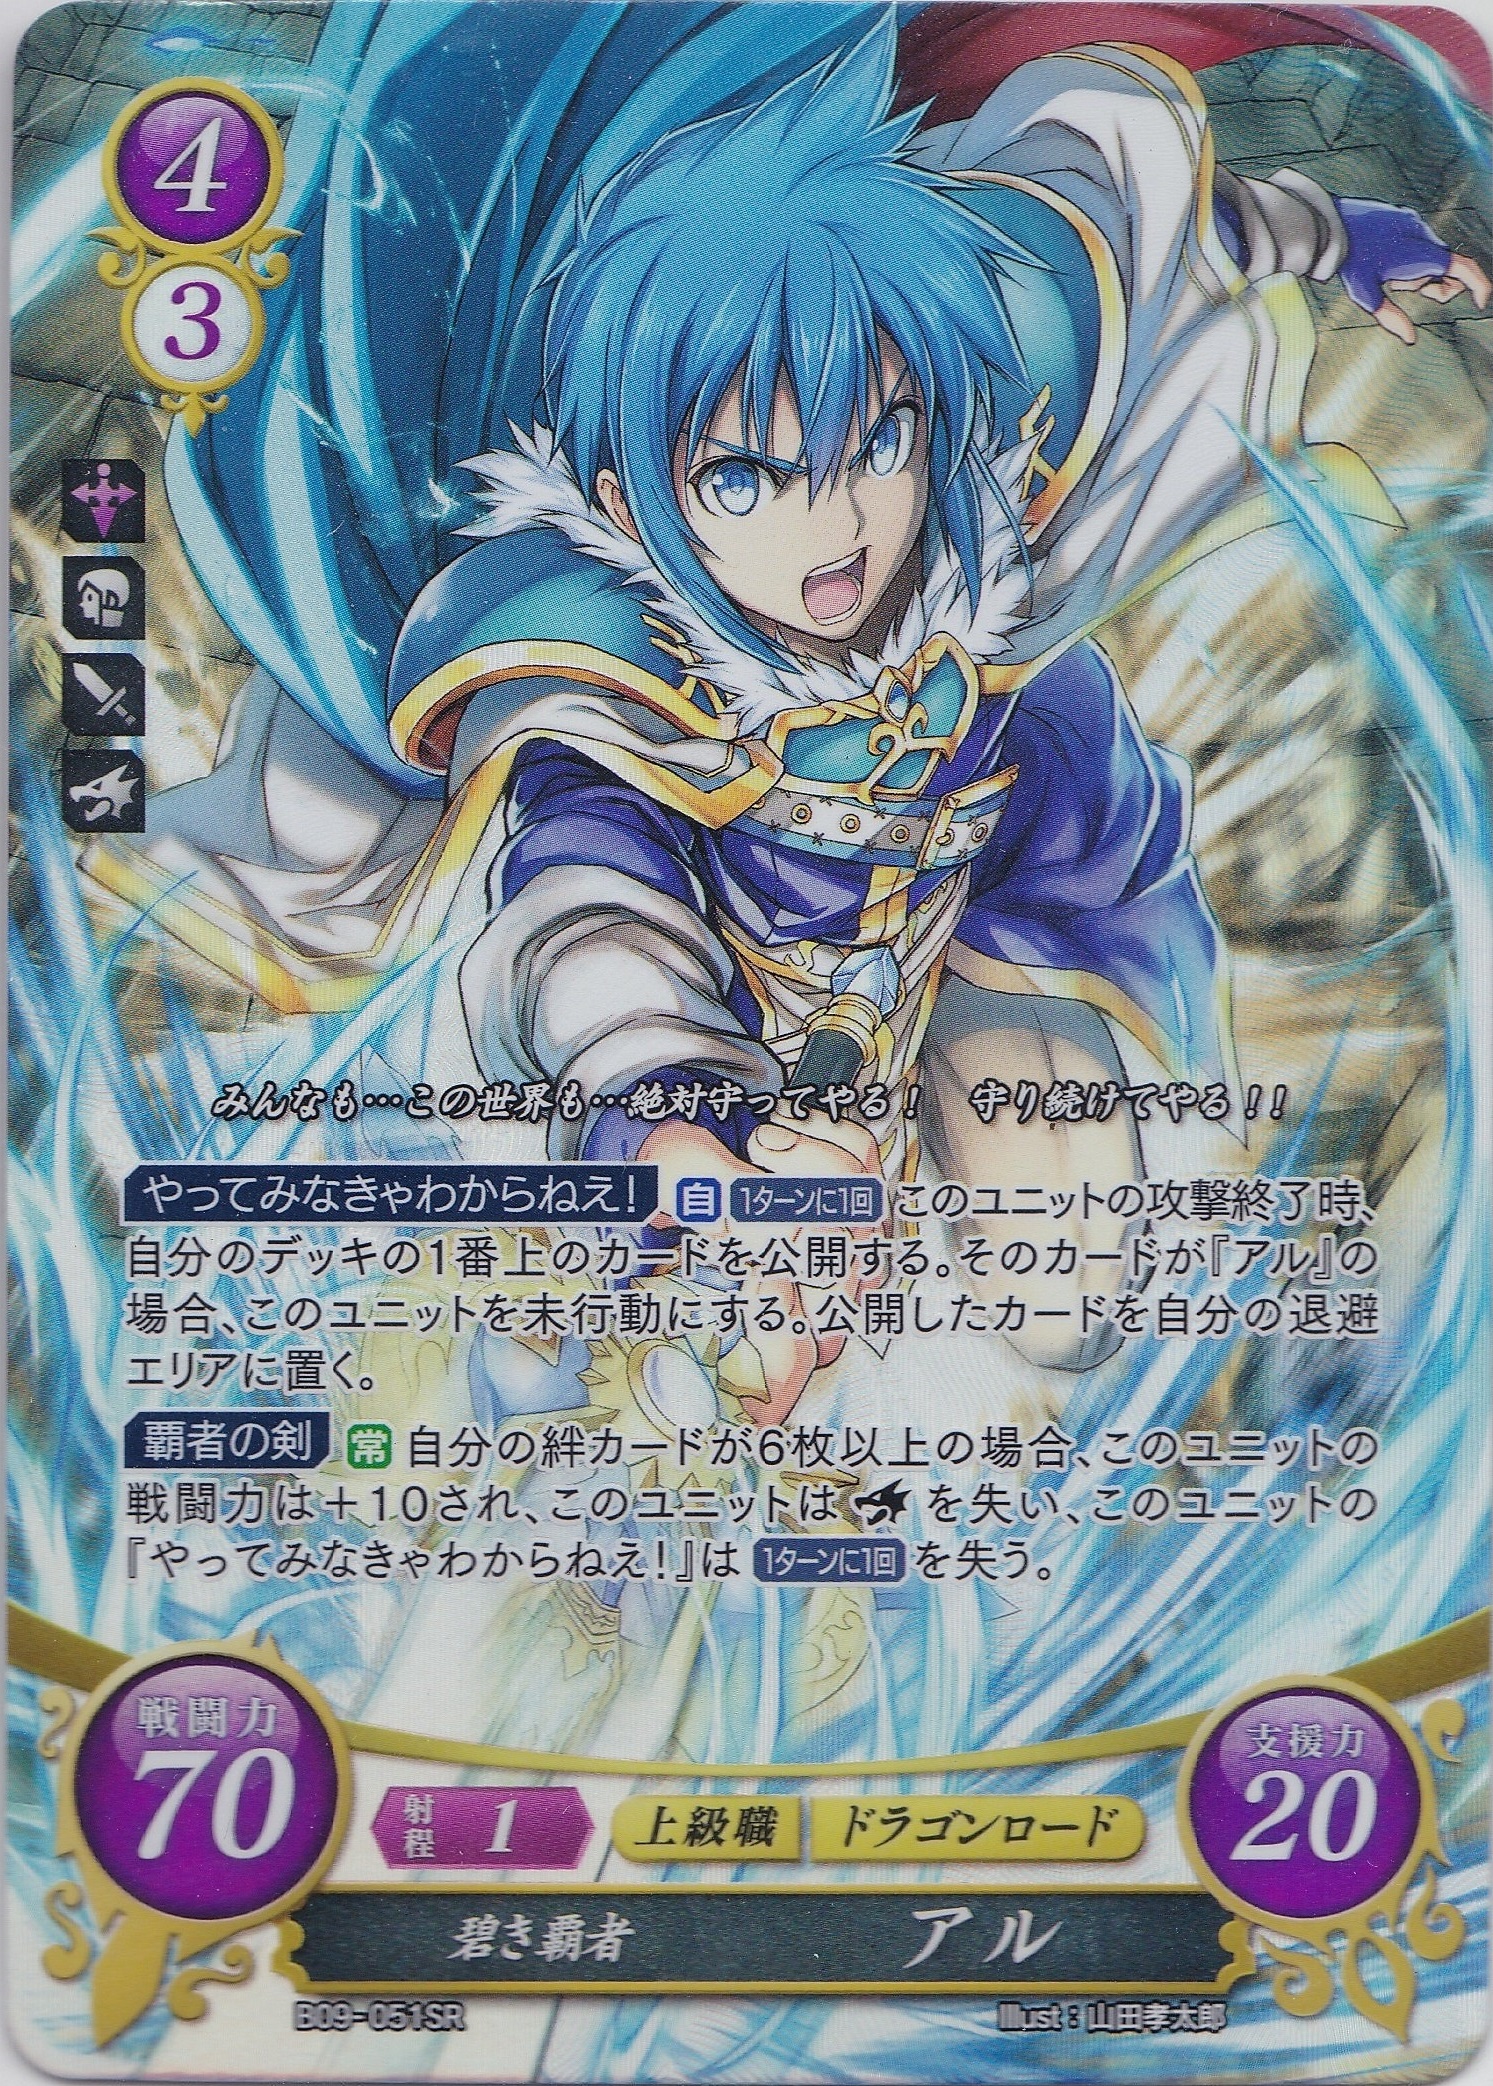 4
3
みんなも…この世界も…絶対守ってやる！　守り続けてやる！！
やってみなきゃわからねえ！ 自 1ターンに1回 このユニットの攻撃終了時、
自分のデッキの1番上のカードを公開する。そのカードが『アル』の
場合、このユニットを未行動にする。公開したカードを自分の退避
エリアに置く。
覇者の剣 常 自分の絆カードが6枚以上の場合、このユニットの
戦闘力は＋10され、このユニットは を失い、このユニットの
『やってみなきゃわからねえ！』は 1ターンに1回 を失う。
戦闘力
70
射程 1
上級職 ドラゴンロード
支援力
20
碧き覇者 アル
B09-051SR
Illust：山田孝太郎